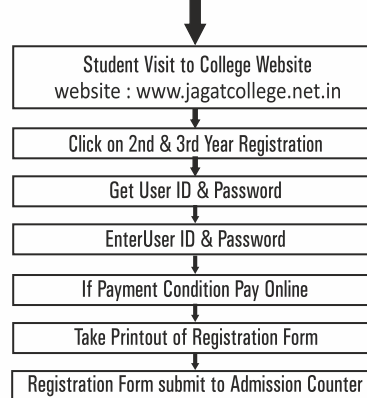 Student Visit to College Website
website : www.jagatcollege.net.in
Click on 2nd & 3rd Year Registration
Get User ID & Password
EnterUser ID & Password
If Payment Condition Pay Online
Take Printout of Registration Form
Registration Form submit to Admission Counter